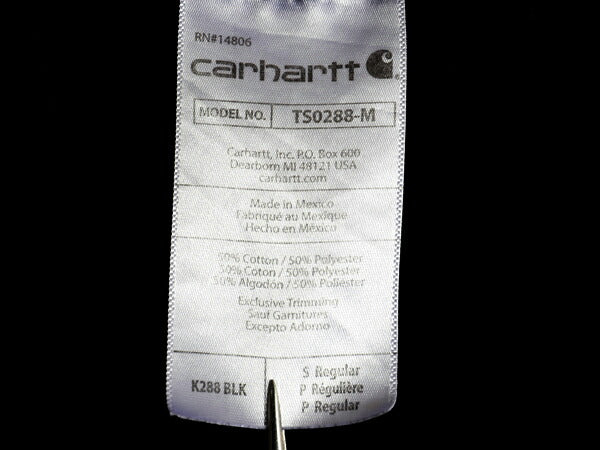 RN#14806
carhartt
MODEL NO. TS0288-M
Carhartt, Inc. P.O. Box 600
Dearborn MI 48121 USA
carhartt.com
Made in Mexico
Fabriqué au Mexique
Hecho en México
50% Cotton / 50% Polyester
50% Coton / 50% Polyester
50% Algodón / 50% Poliester
Exclusive Trimming
Sauf Garnitures
Excepto Adorno
K288 BLK
S Regular
P Régulière
P Regular